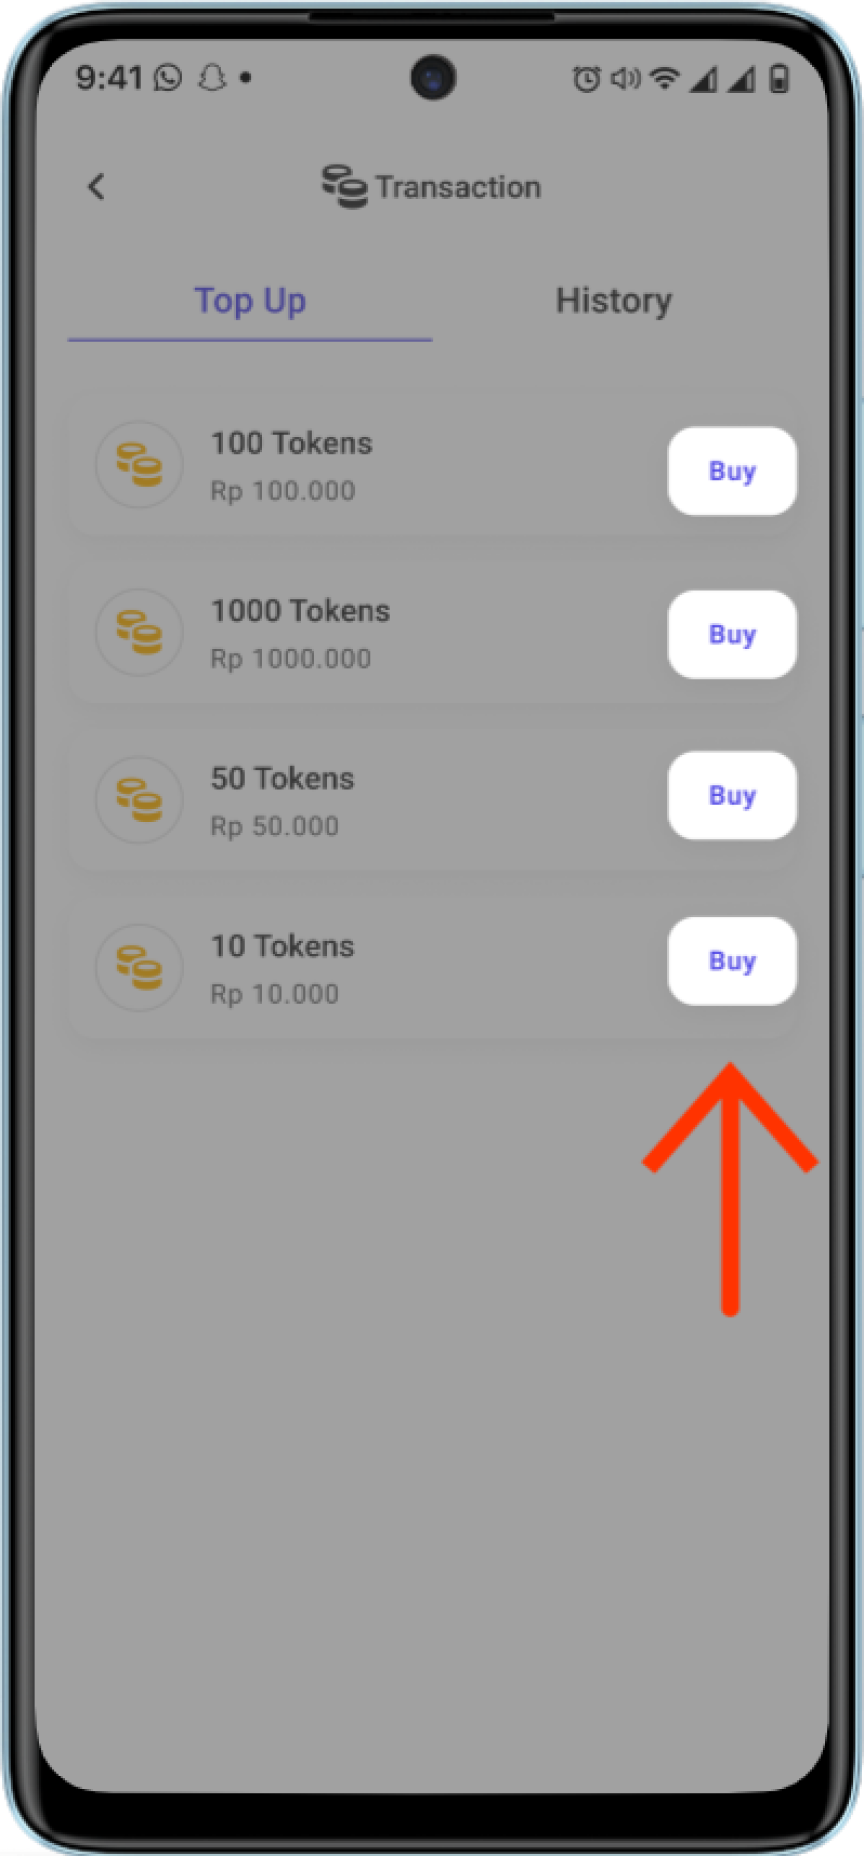 9:41
Transaction
Top Up
History
100 Tokens
Rp 100.000
Buy
1000 Tokens
Rp 1000.000
Buy
50 Tokens
Rp 50.000
Buy
10 Tokens
Rp 10.000
Buy